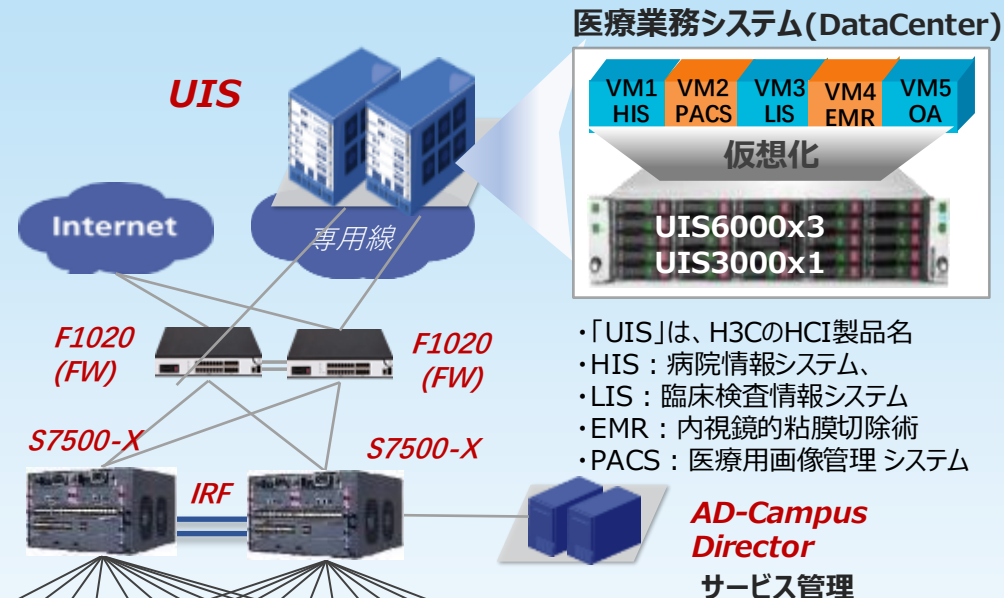 医療業務システム(DataCenter)
UIS
VM1 VM2 VM3 VM4 VM5
HIS PACS LIS EMR OA
仮想化
UIS6000x3
UIS3000x1
Internet
専用線
F1020
(FW)
F1020
(FW)
・「UIS」は、H3CのHCI製品名
・HIS：病院情報システム、
・LIS：臨床検査情報システム
・EMR：内視鏡的粘膜切除術
・PACS：医療用画像管理 システム
S7500-X
S7500-X
IRF
AD-Campus
Director
サービス管理